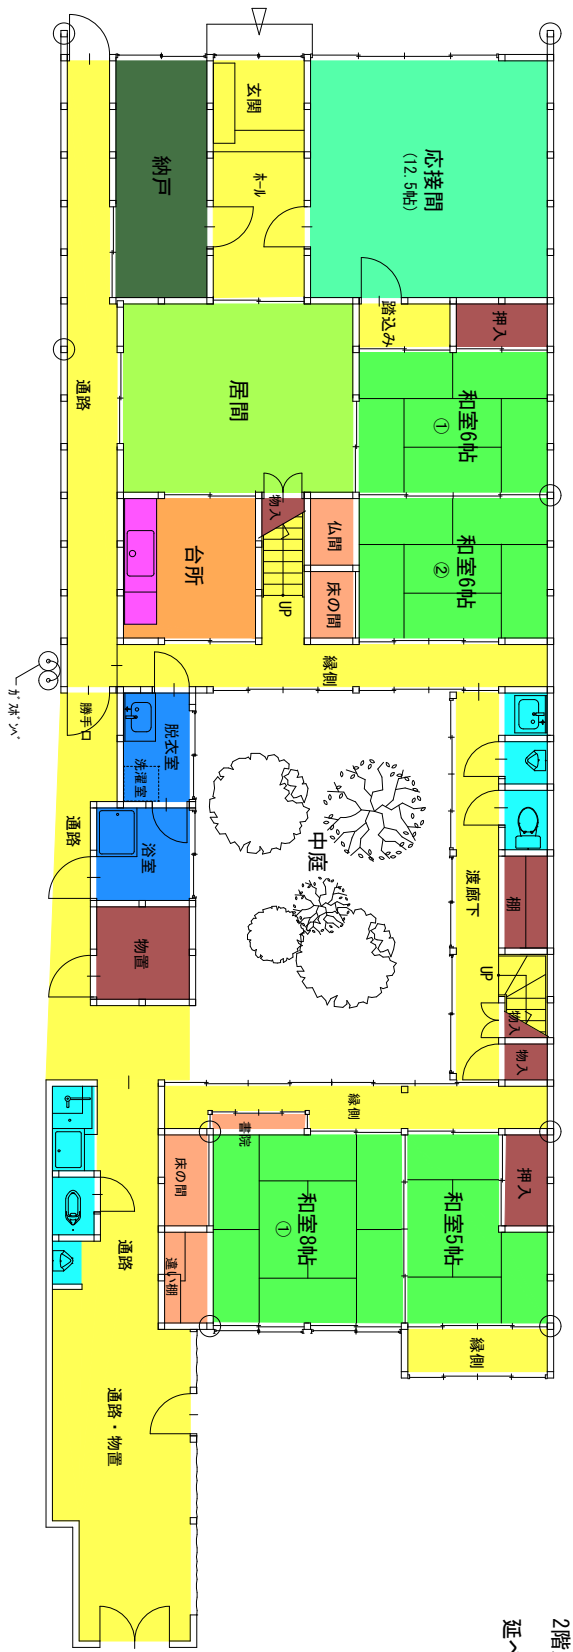 玄関
納戸
ホール
応接間
(12.5帖)
踏込み
押入
通路
居間
和室6帖
①
物入
仏間
和室6帖
②
台所
床の間
UP
縁側
ガスボンベ
勝手口
脱衣室
洗濯室
通路
浴室
中庭
渡廊下
棚
物置
UP
物入
物入
縁側
書院
床の間
和室8帖
①
和室5帖
押入
通路
違い棚
縁側
通路・物置
2階
延べ